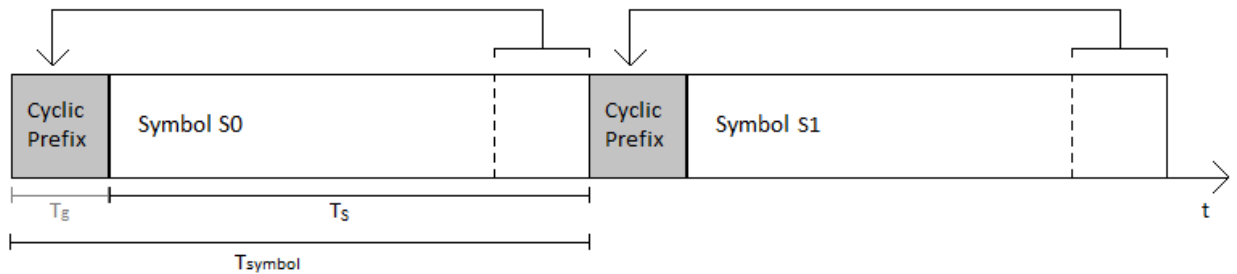 Cyclic
Prefix
Symbol S0
Cyclic
Prefix
Symbol S1
Tg
Ts
t
Tsymbol